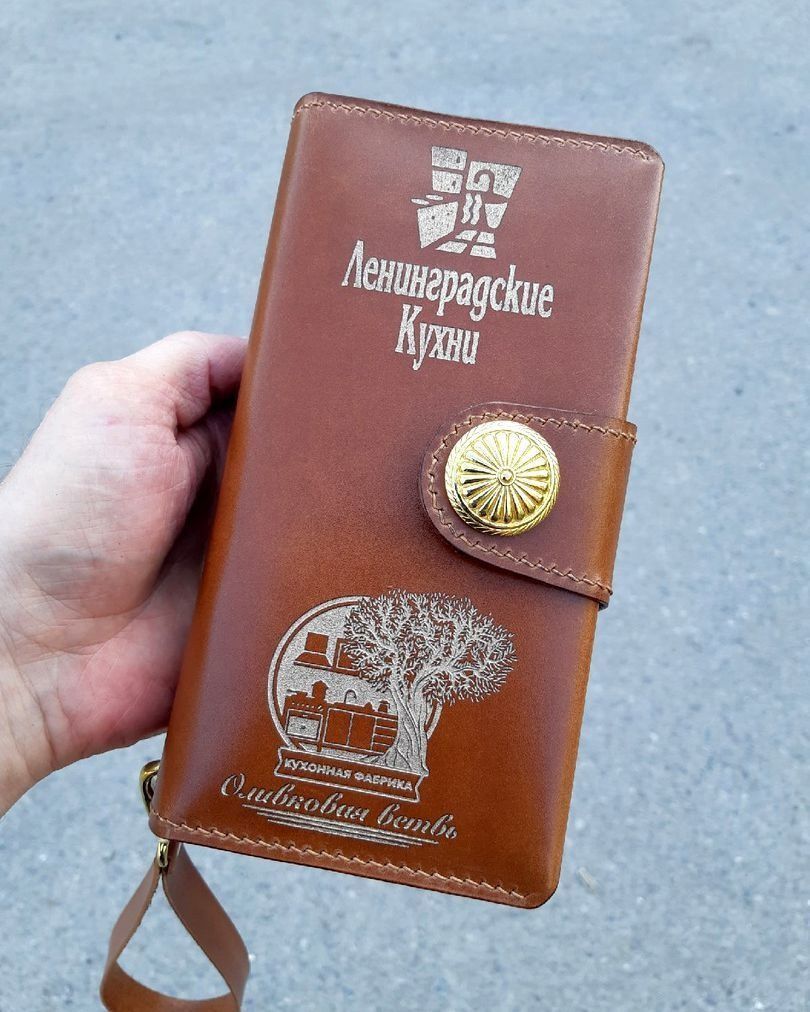 Ленинградские
Кухни
КУХОННАЯ ФАБРИКА
Оливковая ветвь